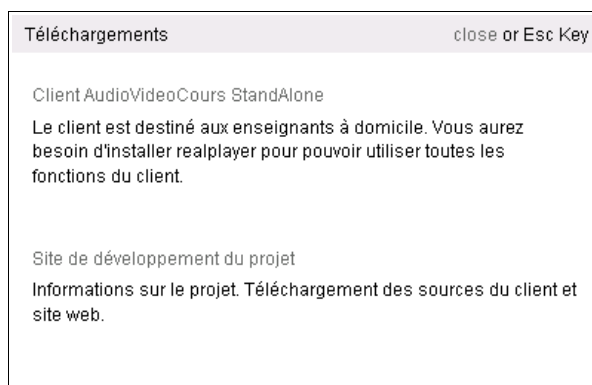 Téléchargements close or Esc Key
Client AudioVideoCours StandAlone
Le client est destiné aux enseignants à domicile. Vous aurez
besoin d'installer realplayer pour pouvoir utiliser toutes les
fonctions du client.
Site de développement du projet
Informations sur le projet. Téléchargement des sources du client et
site web.